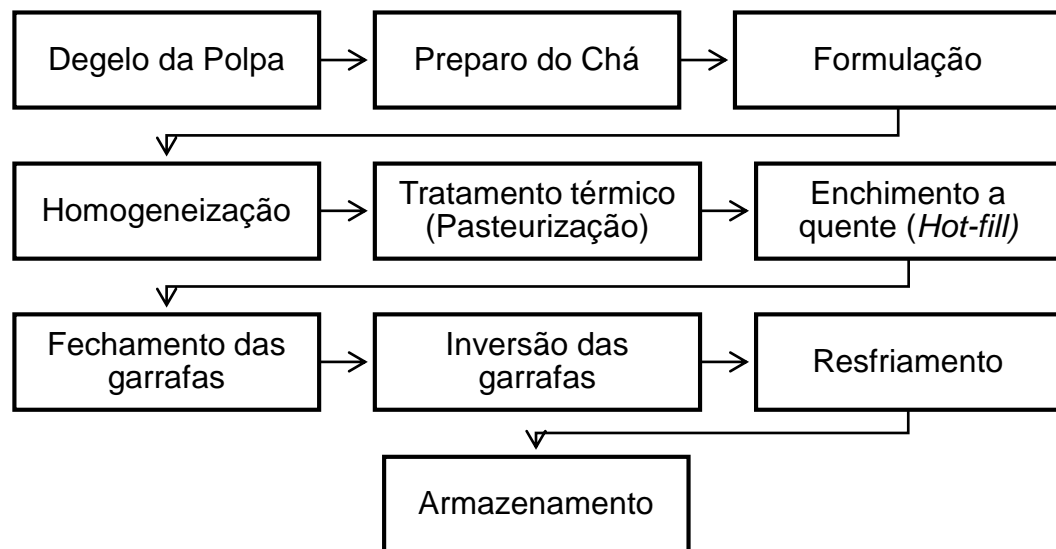 Degelo da Polpa
Preparo do Chá
Formulação
Homogeneização
Tratamento térmico
(Pasteurização)
Enchimento a
quente (Hot-fill)
Fechamento das
garrafas
Inversão das
garrafas
Resfriamento
Armazenamento